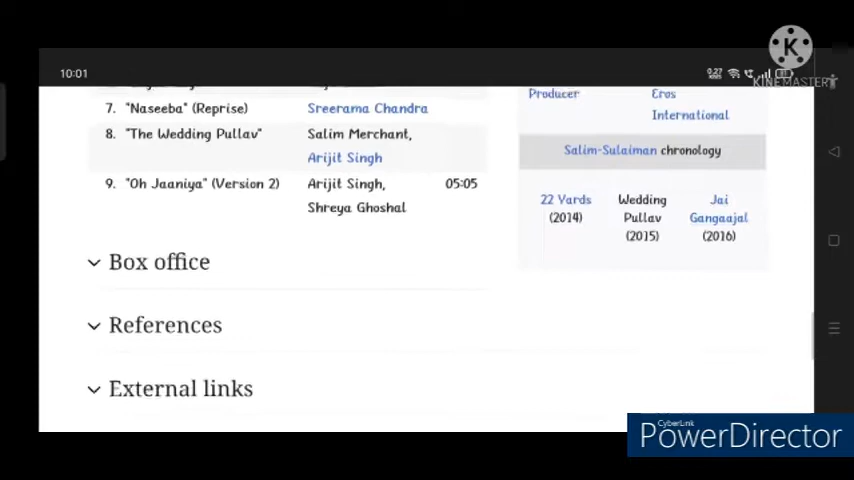 10:01
0.27
KINEMASTER
7. "Naseeba" (Reprise) Sreerama Chandra
8. "The Wedding Pullav" Salim Merchant,
Arijit Singh
9. "Oh Jaaniya" (Version 2) Arijit Singh, 05:05
Shreya Ghoshal
Box office
References
External links
Producer Eros
International
Salim-Sulaiman chronology
22 Yards Wedding Jai
(2014) Pullav Gangaajal
(2015) (2016)
CyberLink
PowerDirector